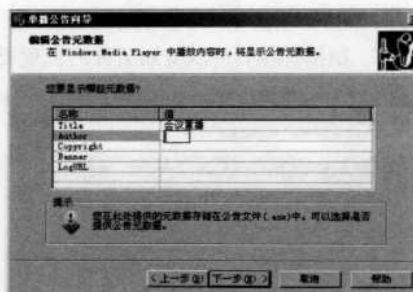 重播公告向导
编辑公告元数据
在 Windows Media Player 中播放内容时，将显示公告元数据。
您要显示哪些元数据?
名称 值
Title 会议重播
Author
Copyright
Banner
LogURL
提示
您在此处提供的元数据存储在公告文件(.asx)中。可以选择是否
提供公告元数据。
<上一步(B) 下一步(N)> 取消 帮助